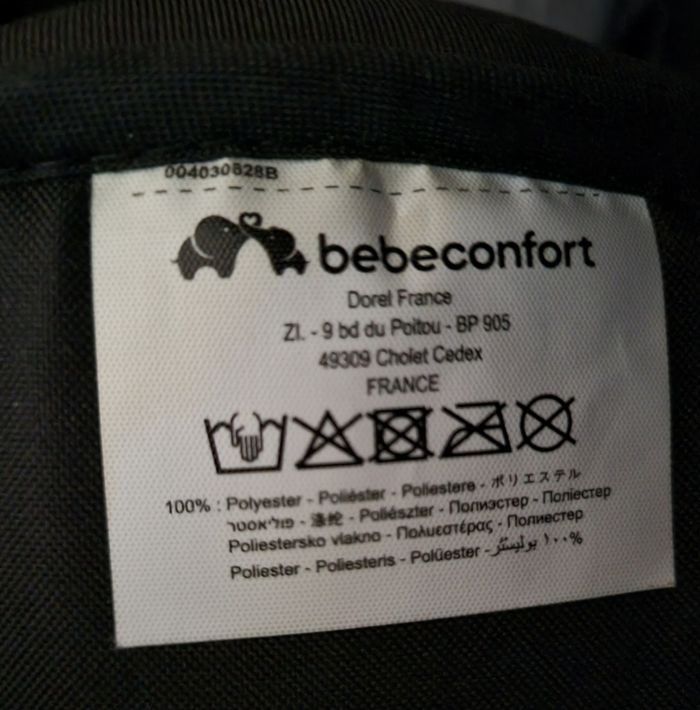 004030828B
bebeconfort
Dorel France
ZI. - 9 bd du Poitou - BP 905
49309 Cholet Cedex
FRANCE
100% : Polyester - Poliéster - Poliestere - ポリエステル
פוליאסטר - 涤纶 - Poliészter - Полиэстер - Поліестер
Poliestersko vlakno - Πολυεστέρας - Полиестер
Poliester - Poliesteris - Polüester - ١٠٠% بوليستر